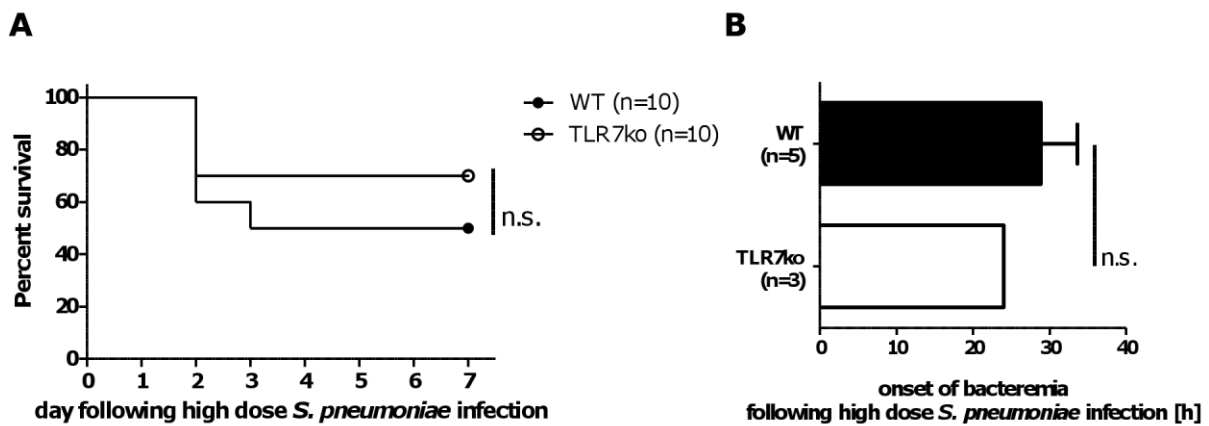 A
B
Percent survival
100
80
60
40
20
0
0 1 2 3 4 5 6 7
day following high dose S. pneumoniae infection
WT (n=10)
TLR7ko (n=10)
n.s.
WT
(n=5)
TLR7ko
(n=3)
n.s.
0 10 20 30 40
onset of bacteremia
following high dose S. pneumoniae infection [h]